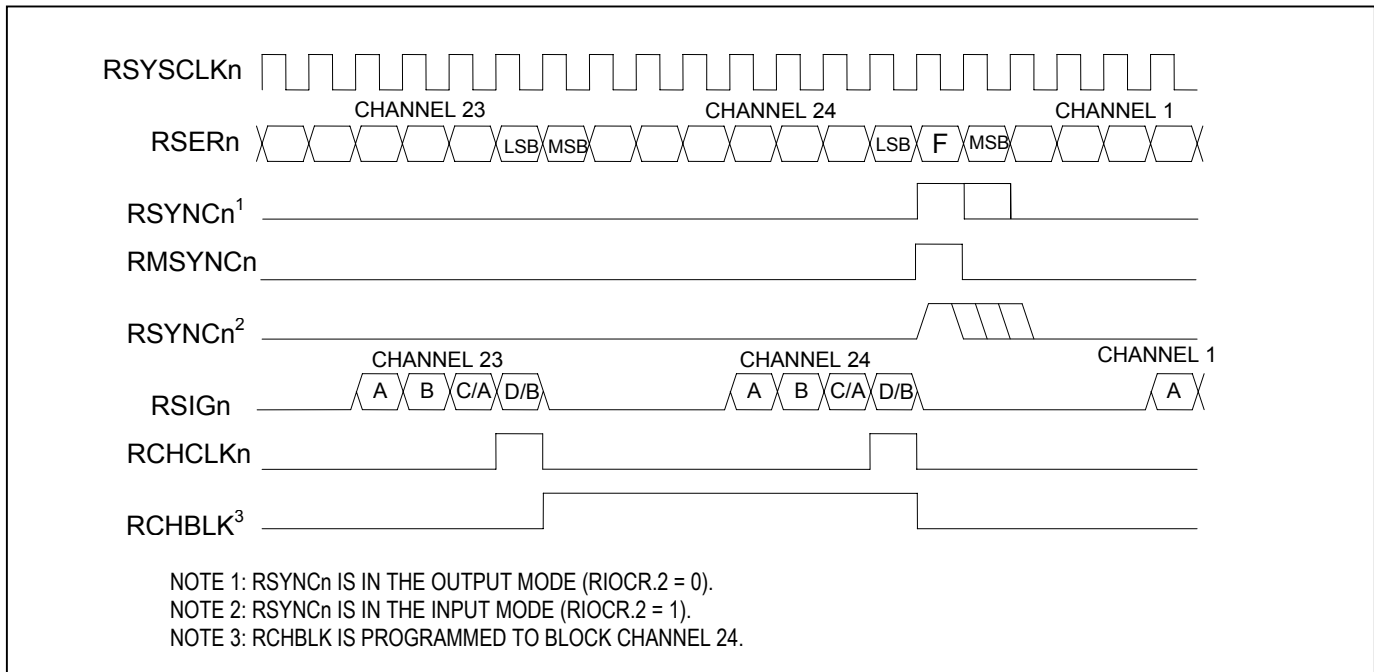 RSYSCLKn
CHANNEL 23 CHANNEL 24 CHANNEL 1
RSERn LSB MSB LSB F MSB
RSYNCn1
RMSYNCn
RSYNCn2
CHANNEL 23 CHANNEL 24 CHANNEL 1
RSIGn A B C/A D/B A B C/A D/B A
RCHCLKn
RCHBLK3
NOTE 1: RSYNCn IS IN THE OUTPUT MODE (RIOCR.2 = 0).
NOTE 2: RSYNCn IS IN THE INPUT MODE (RIOCR.2 = 1).
NOTE 3: RCHBLK IS PROGRAMMED TO BLOCK CHANNEL 24.